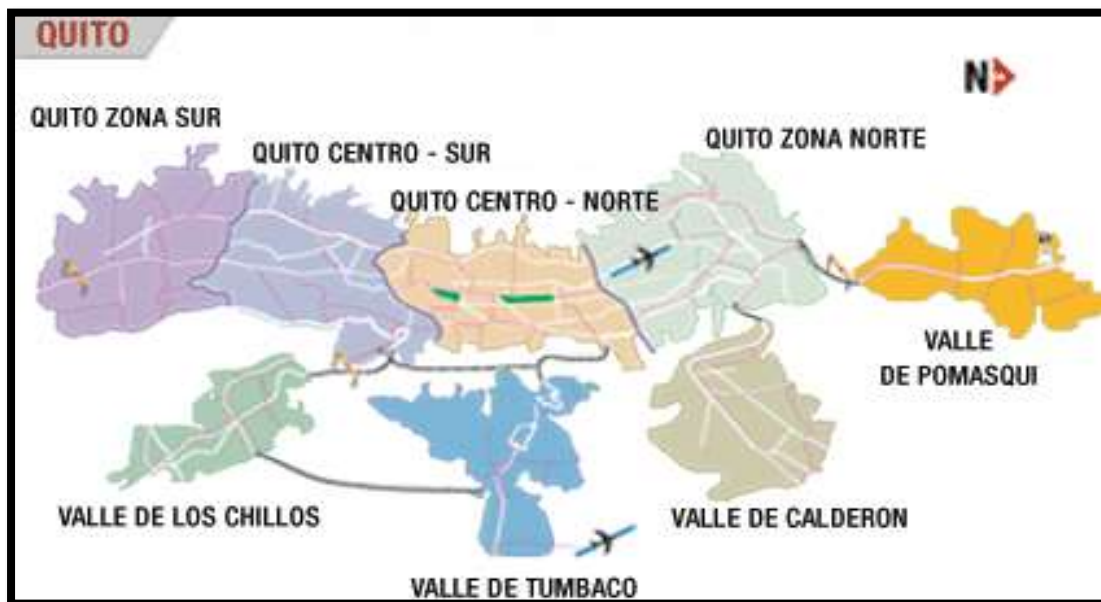 QUITO
N
QUITO ZONA SUR
QUITO CENTRO - SUR
QUITO ZONA NORTE
QUITO CENTRO - NORTE
VALLE
DE POMASQUI
VALLE DE LOS CHILLOS
VALLE DE CALDERON
VALLE DE TUMBACO